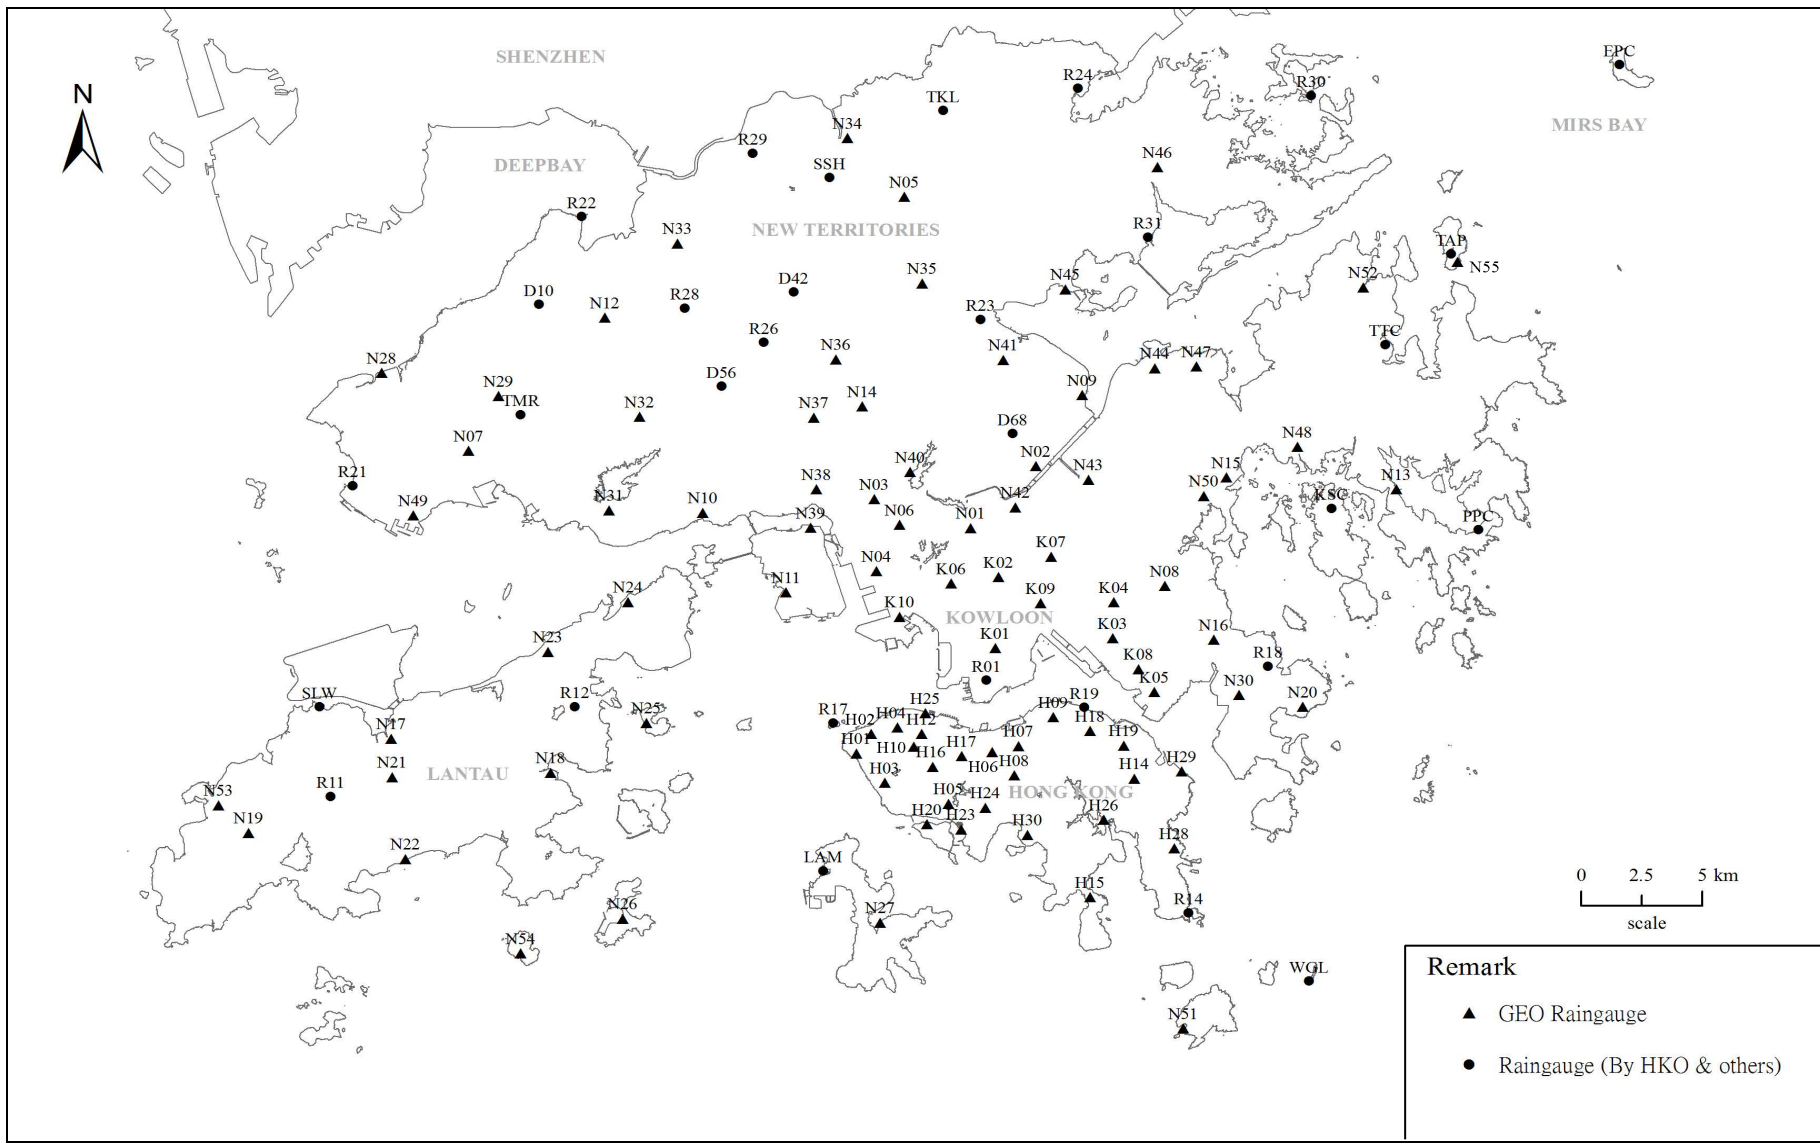 SHENZHEN
EPC
R24
R30
N
TKL
N34
MIRS BAY
R29
DEEPBAY
SSH
N46
N05
R22
R31
N33
NEW TERRITORIES
TAP
N55
N35
N45
N52
D10
N12
R28
D42
R23
R26
TTC
N36
N41
N44
N47
N28
D56
N29
TMR
N09
N14
N32
N37
D68
N07
N48
N02
N40
N43
N15
R21
N38
N13
N03
N50
KSC
N31
N10
N42
N49
N39
N06
N01
PPC
K07
N04
K06
K02
N08
N11
N24
K09
K04
K10
KOWLOON
N23
K01
K03
N16
R01
K08
R18
SLW
R12
K05
N30
N20
N25
R17
H25
H09
R19
H02
H04
H12
H18
N17
H01
H10
H16
H17
H07
H19
N18
N21
LANTAU
H03
H06
H08
H14
H29
R11
HONG KONG
N53
H05
H24
N19
H20
H23
H26
H30
H28
N22
LAM
0 2.5 5 km
scale
H15
R14
N26
N27
N54
WGL
N51
Remark
GEO Raingauge
Raingauge (By HKO & others)